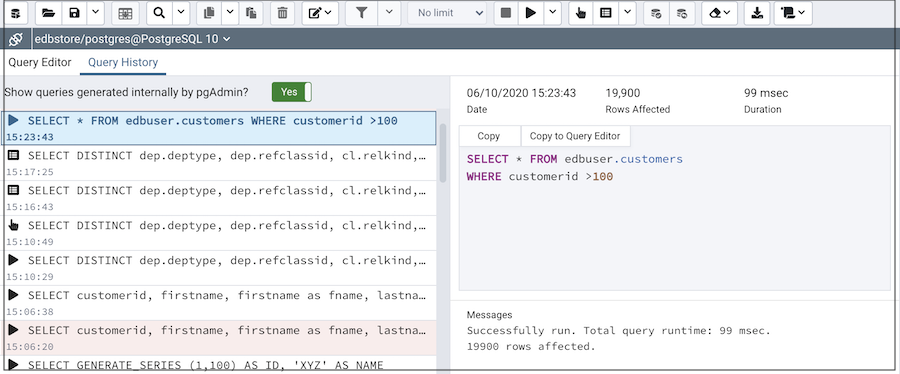 No limit
edbstore/postgres@PostgreSQL 10
Query Editor Query History
Show queries generated internally by pgAdmin? Yes
SELECT * FROM edbuser.customers WHERE customerid >100
15:23:43
SELECT DISTINCT dep.deptype, dep.refclassid, cl.relkind,…
15:17:25
SELECT DISTINCT dep.deptype, dep.refclassid, cl.relkind,…
15:16:43
SELECT DISTINCT dep.deptype, dep.refclassid, cl.relkind,…
15:10:49
SELECT DISTINCT dep.deptype, dep.refclassid, cl.relkind,…
15:10:29
SELECT customerid, firstname, firstname as fname, lastna…
15:06:38
SELECT customerid, firstname, firstname as fname, lastna…
15:06:20
SELECT GENERATE_SERIES (1,100) AS ID, 'XYZ' AS NAME
06/10/2020 15:23:43 19,900 99 msec
Date Rows Affected Duration
Copy Copy to Query Editor
SELECT * FROM edbuser.customers
WHERE customerid >100
Messages
Successfully run. Total query runtime: 99 msec.
19900 rows affected.